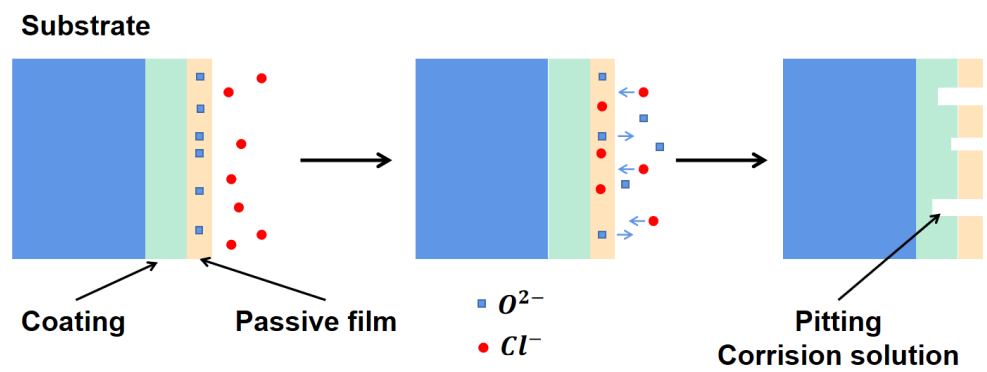 Substrate
Coating
Passive film
O²⁻
Cl⁻
Pitting
Corrision solution